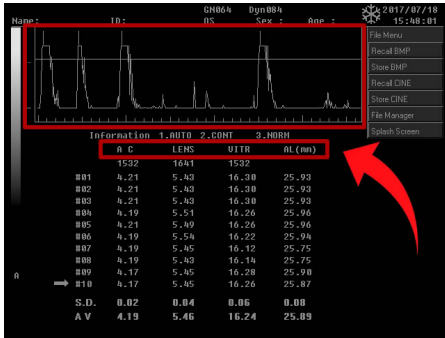 GN064 Dyn084 2017/07/18
Name: ID: OS Sex : Age : 15:48:01
File Menu
Recall BMP
Store BMP
Recall CINE
Store CINE
File Manager
Splash Screen
Information 1.AUTO 2.CONT 3.NORM
A C LENS VITR AL(mm)
1532 1641 1532
#01 4.21 5.43 16.30 25.93
#02 4.21 5.43 16.30 25.93
#03 4.21 5.43 16.30 25.93
#04 4.19 5.51 16.26 25.96
#05 4.21 5.49 16.26 25.96
#06 4.19 5.54 16.22 25.94
#07 4.19 5.45 16.12 25.75
#08 4.19 5.43 16.14 25.75
#09 4.17 5.45 16.28 25.90
A #10 4.17 5.45 16.26 25.87
S.D. 0.02 0.04 0.06 0.08
A V 4.19 5.46 16.24 25.89